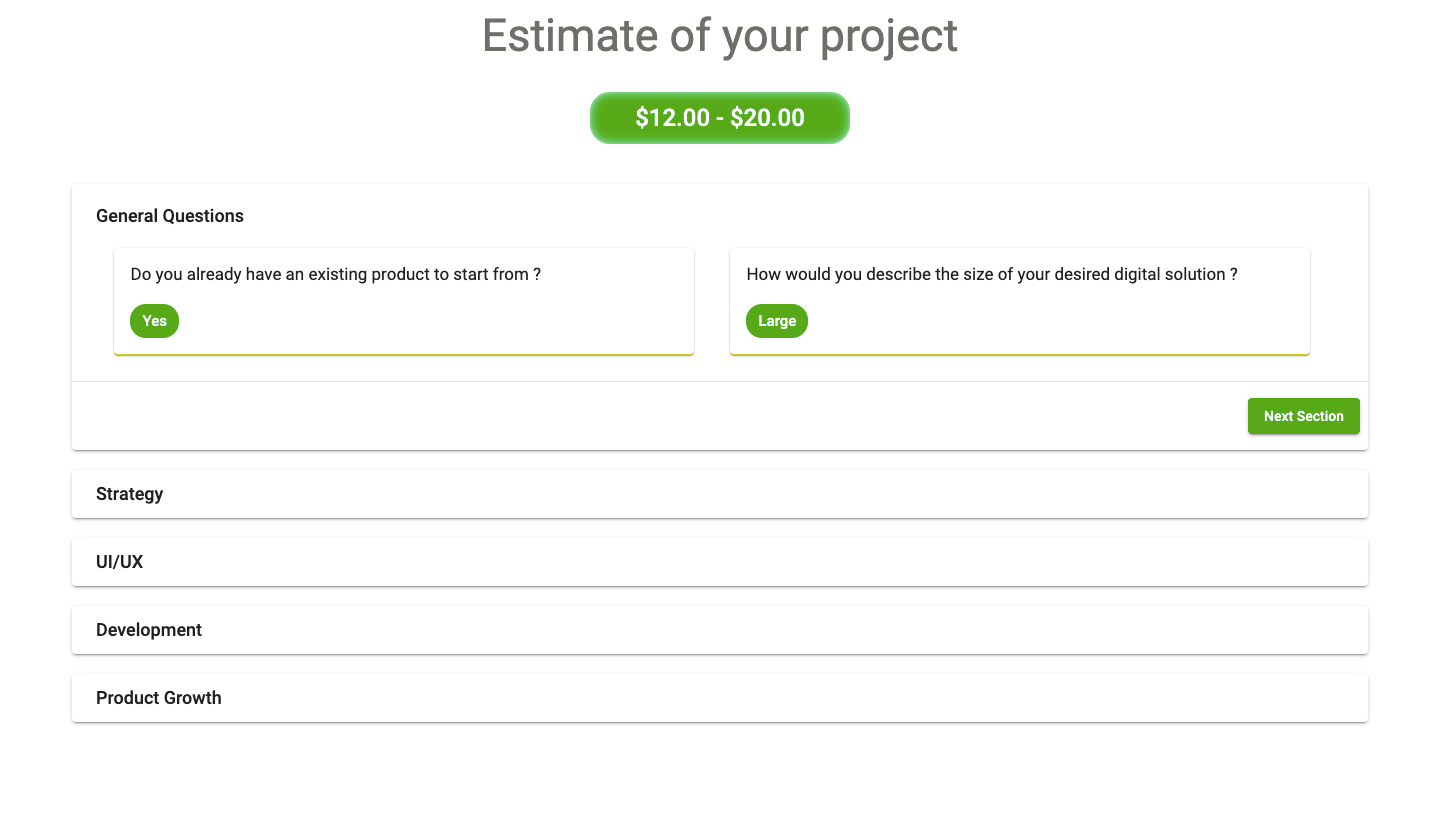 Estimate of your project
$12.00 - $20.00
General Questions
Do you already have an existing product to start from ?
Yes
How would you describe the size of your desired digital solution ?
Large
Next Section
Strategy
UI/UX
Development
Product Growth